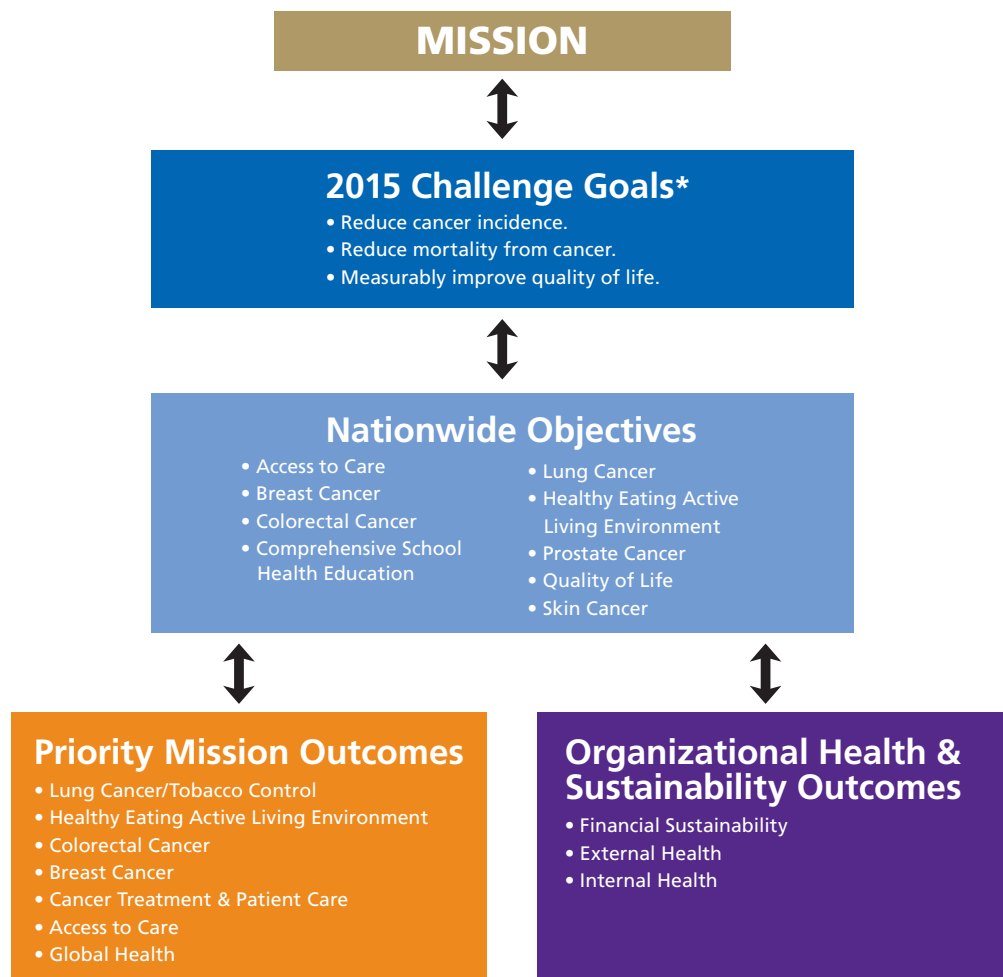 MISSION
2015 Challenge Goals*
• Reduce cancer incidence.
• Reduce mortality from cancer.
• Measurably improve quality of life.
Nationwide Objectives
• Access to Care
• Breast Cancer
• Colorectal Cancer
• Comprehensive School
Health Education
• Lung Cancer
• Healthy Eating Active
Living Environment
• Prostate Cancer
• Quality of Life
• Skin Cancer
Priority Mission Outcomes
• Lung Cancer/Tobacco Control
• Healthy Eating Active Living Environment
• Colorectal Cancer
• Breast Cancer
• Cancer Treatment & Patient Care
• Access to Care
• Global Health
Organizational Health &
Sustainability Outcomes
• Financial Sustainability
• External Health
• Internal Health